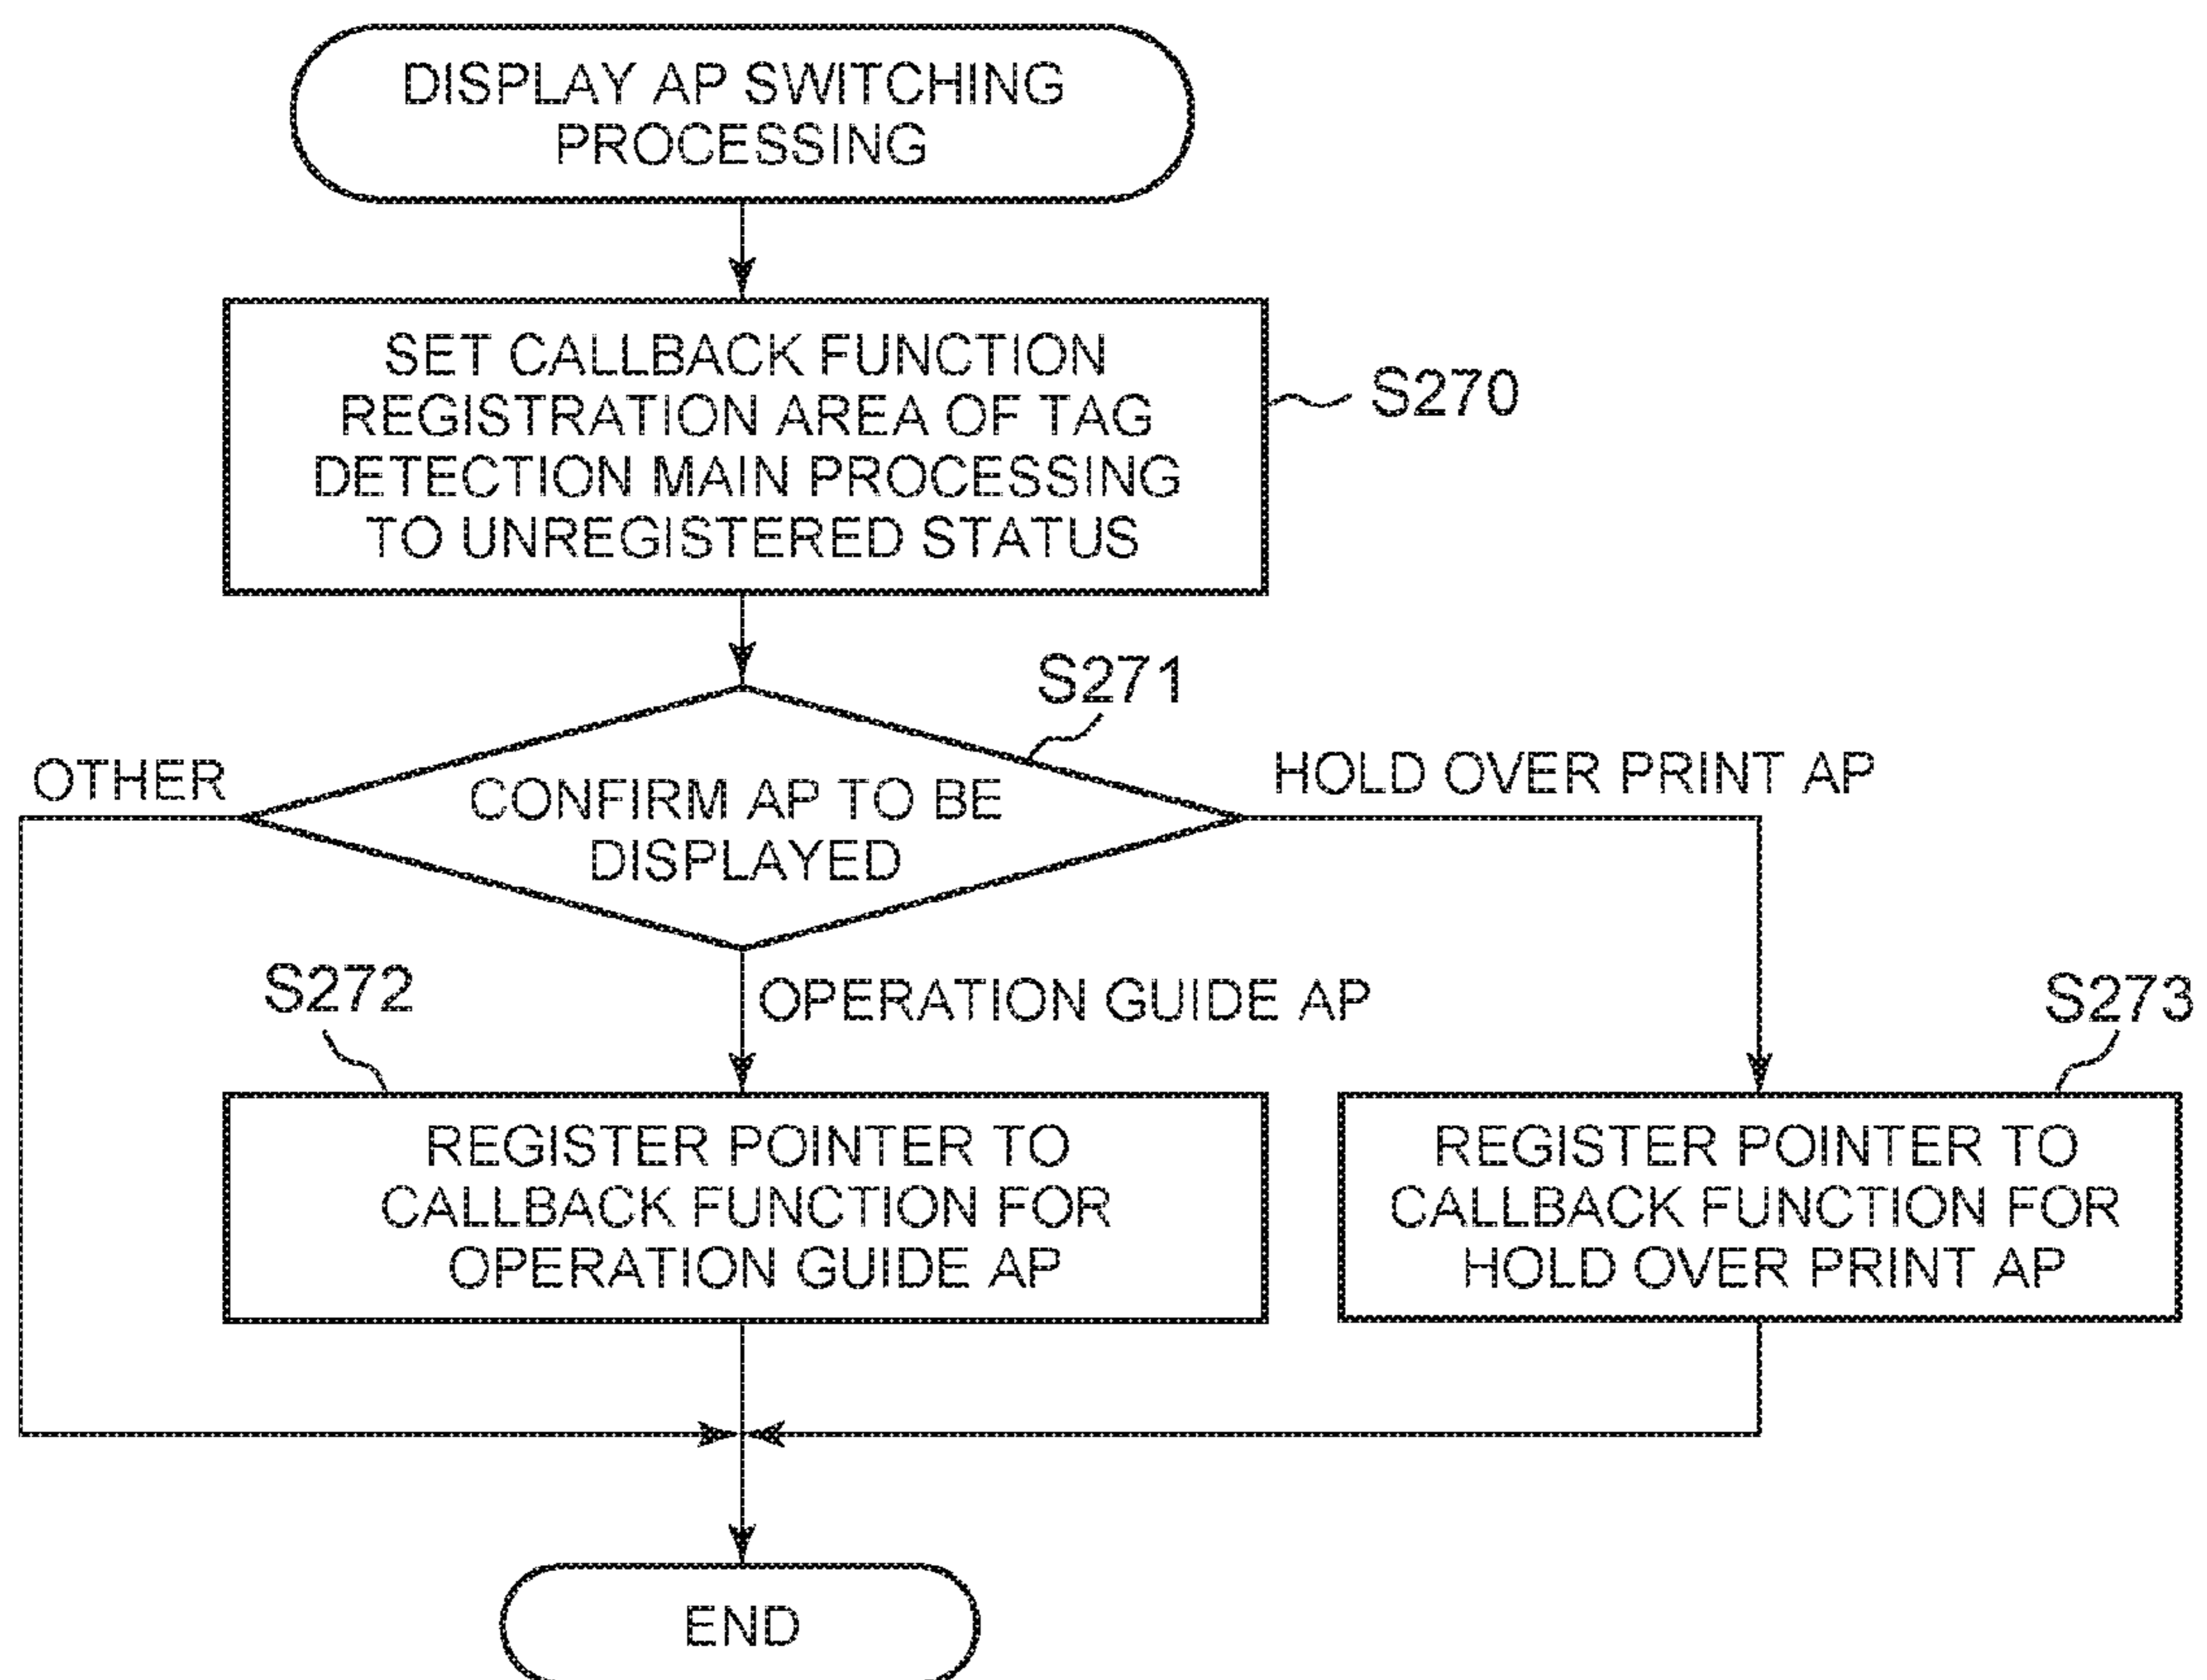 DISPLAY AP SWITCHING
PROCESSING
SET CALLBACK FUNCTION
REGISTRATION AREA OF TAG
DETECTION MAIN PROCESSING
TO UNREGISTERED STATUS
S270
S271
OTHER
CONFIRM AP TO BE
DISPLAYED
HOLD OVER PRINT AP
S272
OPERATION GUIDE AP
S273
REGISTER POINTER TO
CALLBACK FUNCTION FOR
OPERATION GUIDE AP
REGISTER POINTER TO
CALLBACK FUNCTION FOR
HOLD OVER PRINT AP
END